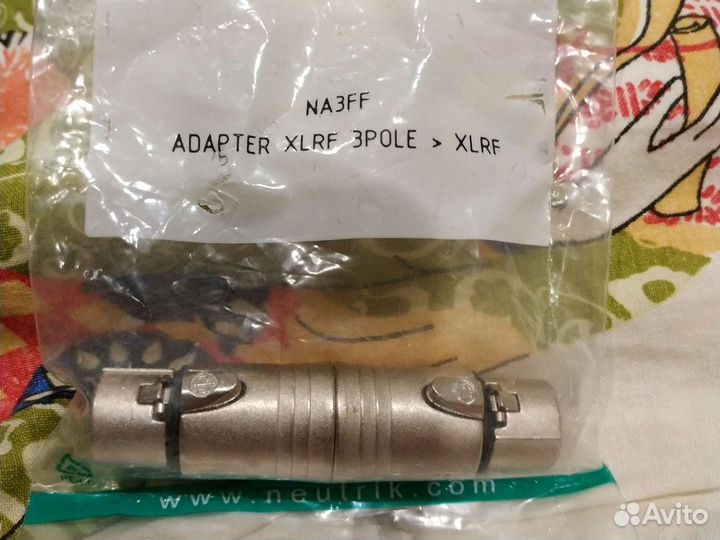 NA3FF
ADAPTER XLRF 3POLE > XLRF
www.neutrik.com
Avito